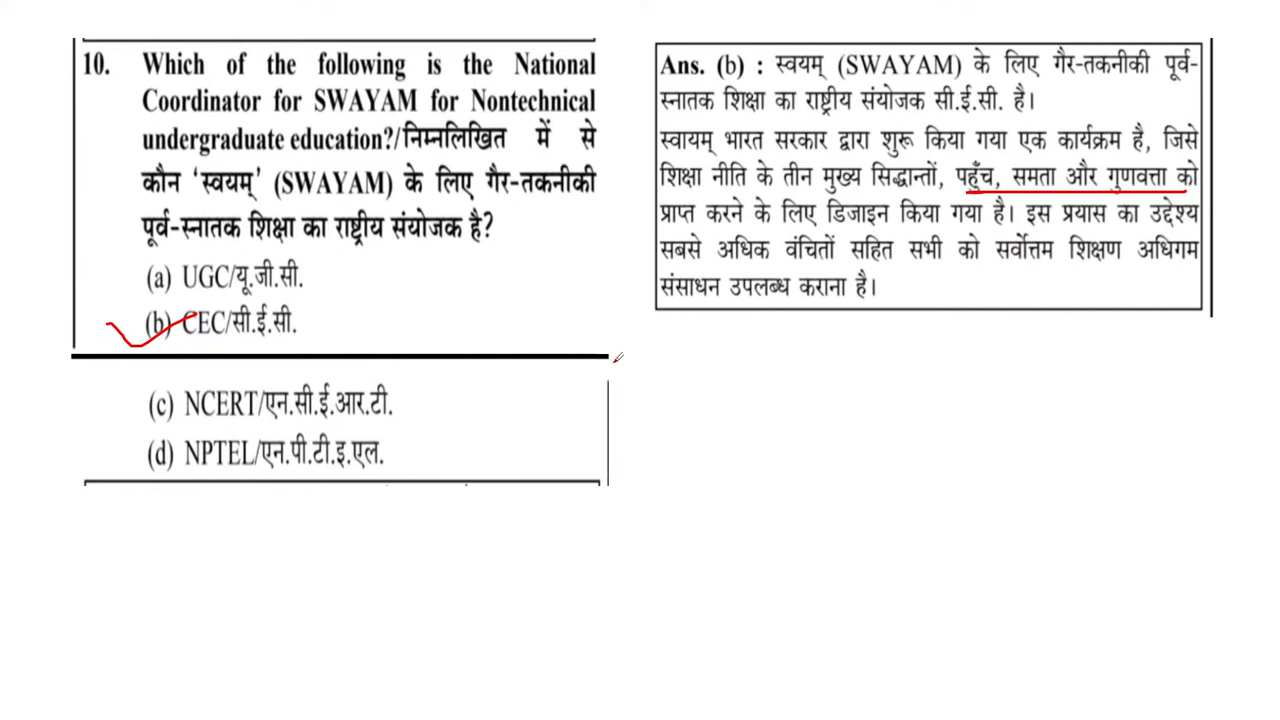 10. Which of the following is the National
Coordinator for SWAYAM for Nontechnical
undergraduate education?/निम्नलिखित में से
कौन 'स्वयम्' (SWAYAM) के लिए गैर-तकनीकी
पूर्व-स्नातक शिक्षा का राष्ट्रीय संयोजक है?
(a) UGC/यू.जी.सी.
(b) CEC/सी.ई.सी.
(c) NCERT/एन.सी.ई.आर.टी.
(d) NPTEL/एन.पी.टी.इ.एल.
Ans. (b) : स्वयम् (SWAYAM) के लिए गैर-तकनीकी पूर्व-
स्नातक शिक्षा का राष्ट्रीय संयोजक सी.ई.सी. है।
स्वायम् भारत सरकार द्वारा शुरू किया गया एक कार्यक्रम है, जिसे
शिक्षा नीति के तीन मुख्य सिद्धान्तों, पहुँच, समता और गुणवत्ता को
प्राप्त करने के लिए डिजाइन किया गया है। इस प्रयास का उद्देश्य
सबसे अधिक वंचितों सहित सभी को सर्वोत्तम शिक्षण अधिगम
संसाधन उपलब्ध कराना है।